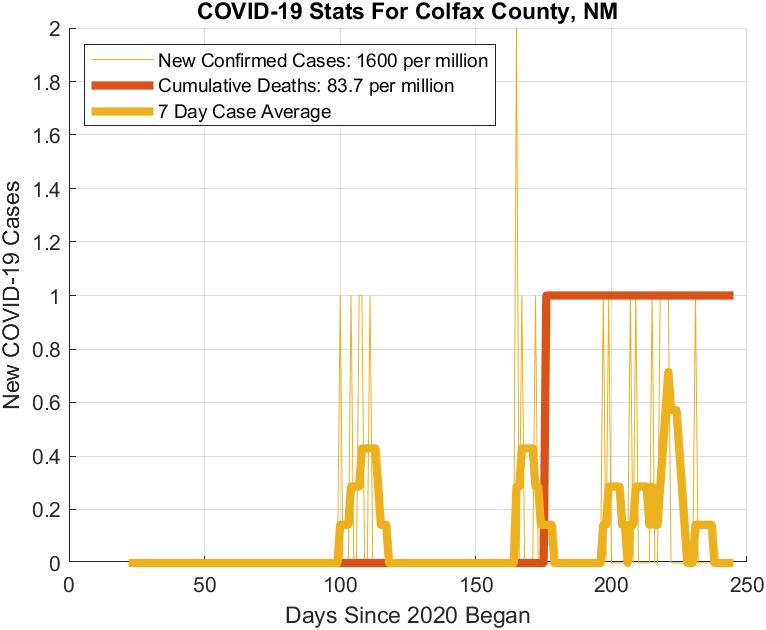 COVID-19 Stats For Colfax County, NM
New Confirmed Cases: 1600 per million
Cumulative Deaths: 83.7 per million
7 Day Case Average
New COVID-19 Cases
2
1.8
1.6
1.4
1.2
1
0.8
0.6
0.4
0.2
0
0 50 100 150 200 250
Days Since 2020 Began